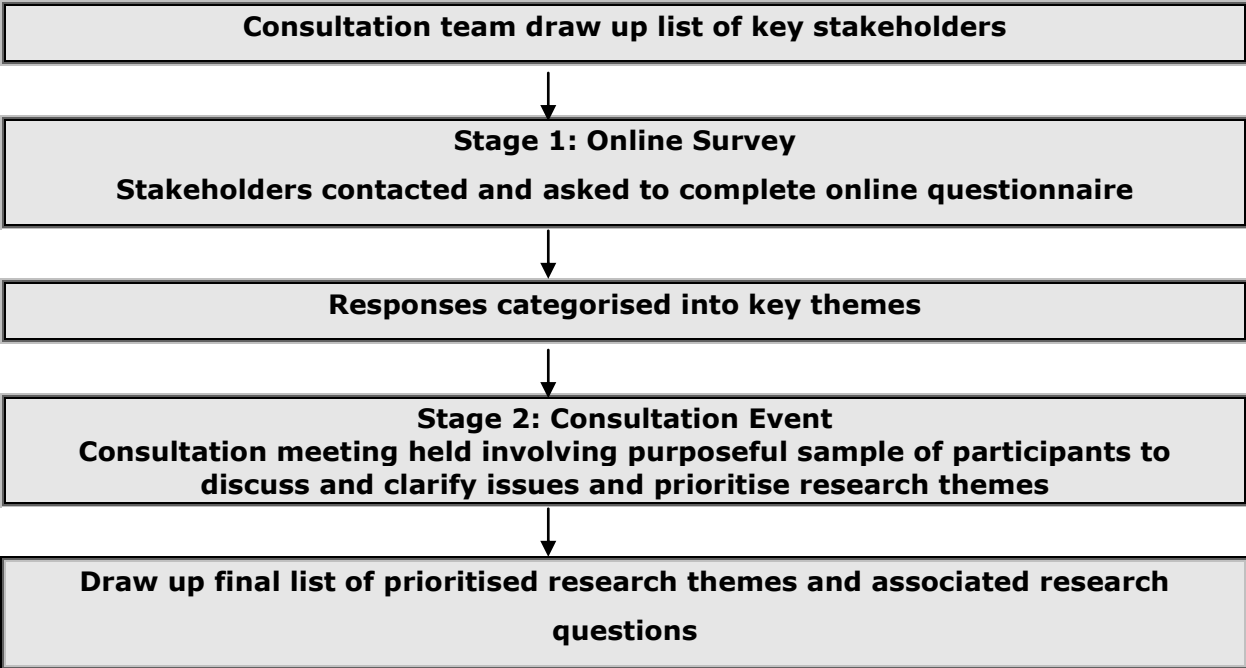 Consultation team draw up list of key stakeholders
Stage 1: Online Survey
Stakeholders contacted and asked to complete online questionnaire
Responses categorised into key themes
Stage 2: Consultation Event
Consultation meeting held involving purposeful sample of participants to
discuss and clarify issues and prioritise research themes
Draw up final list of prioritised research themes and associated research
questions